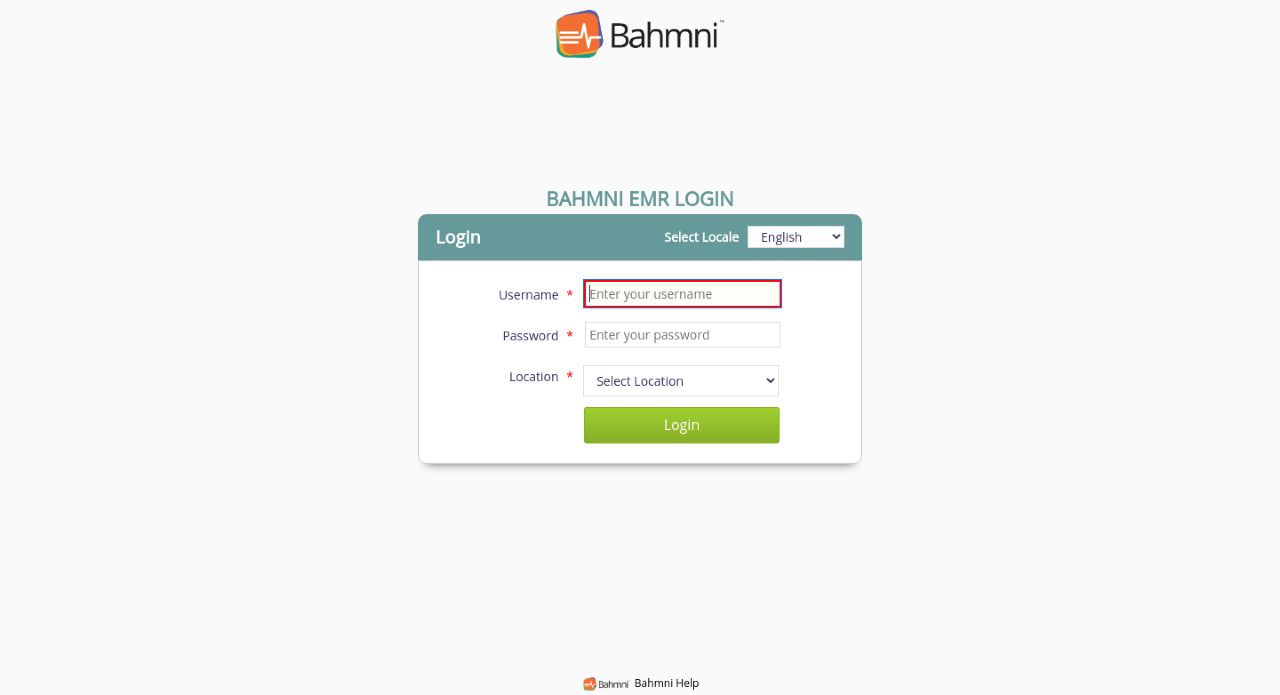 Bahmni™
BAHMNI EMR LOGIN
Login
Select Locale English
Username *
Enter your username
Password *
Enter your password
Location *
Select Location
Login
Bahmni Bahmni Help